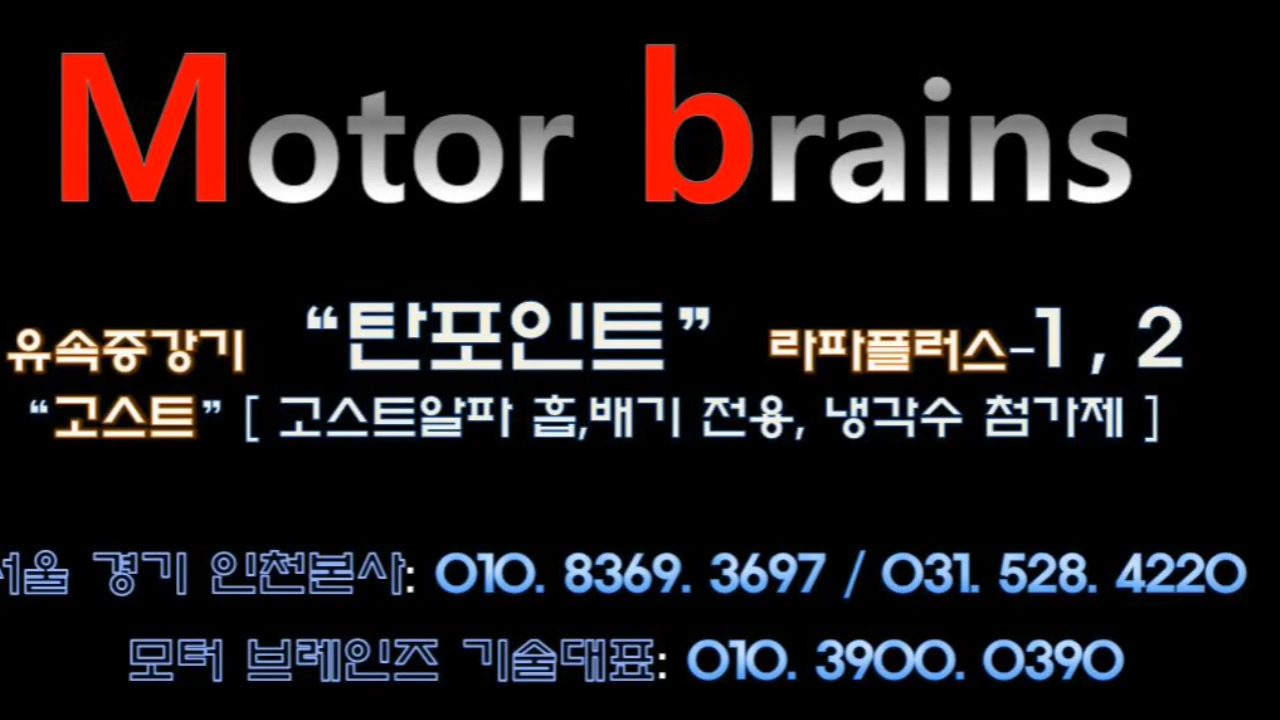 Motor brains
유속증강기 “탄포인트” 라파플러스-1 , 2
“고스트” [ 고스트알파 흡,배기 전용, 냉각수 첨가제 ]
서울 경기 인천본사: 010. 8369. 3697 / 031. 528. 4220
모터 브레인즈 기술대표: 010. 3900. 0390